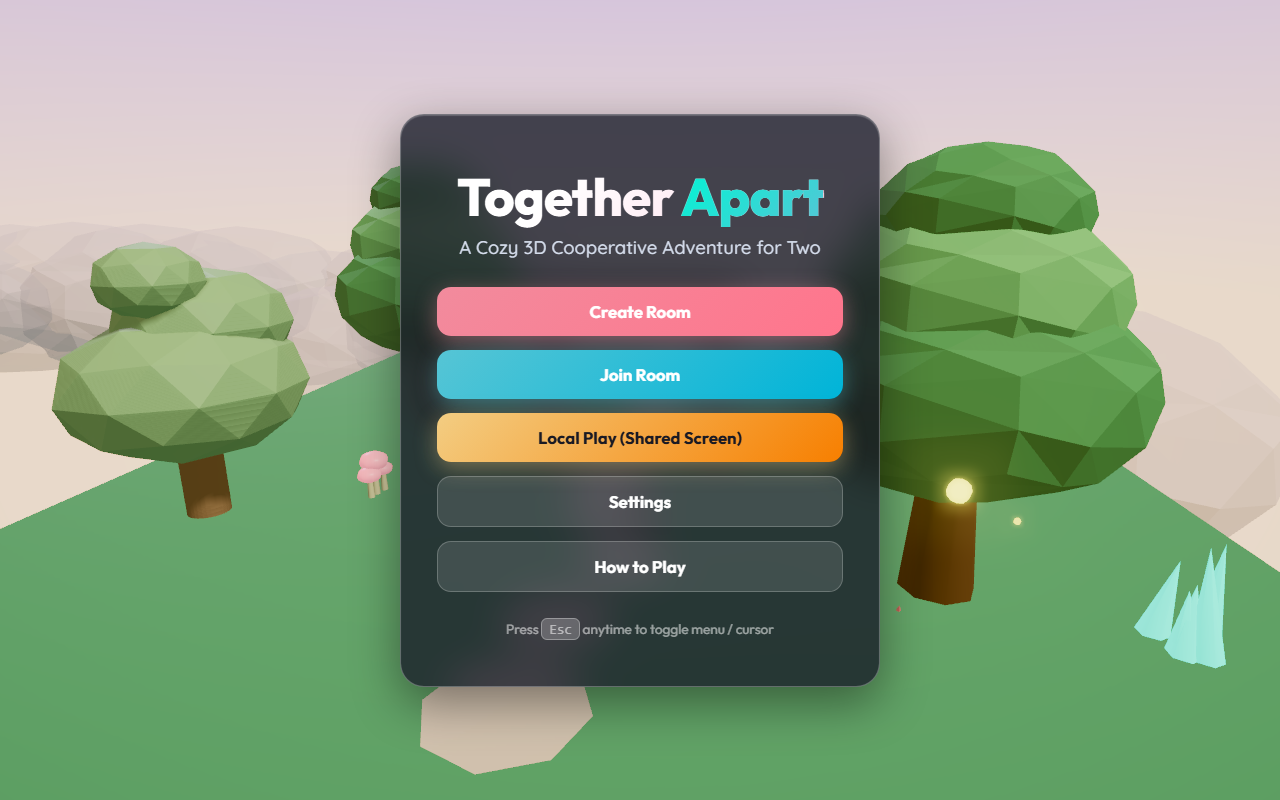 Together Apart
A Cozy 3D Cooperative Adventure for Two
Create Room
Join Room
Local Play (Shared Screen)
Settings
How to Play
Press Esc anytime to toggle menu / cursor